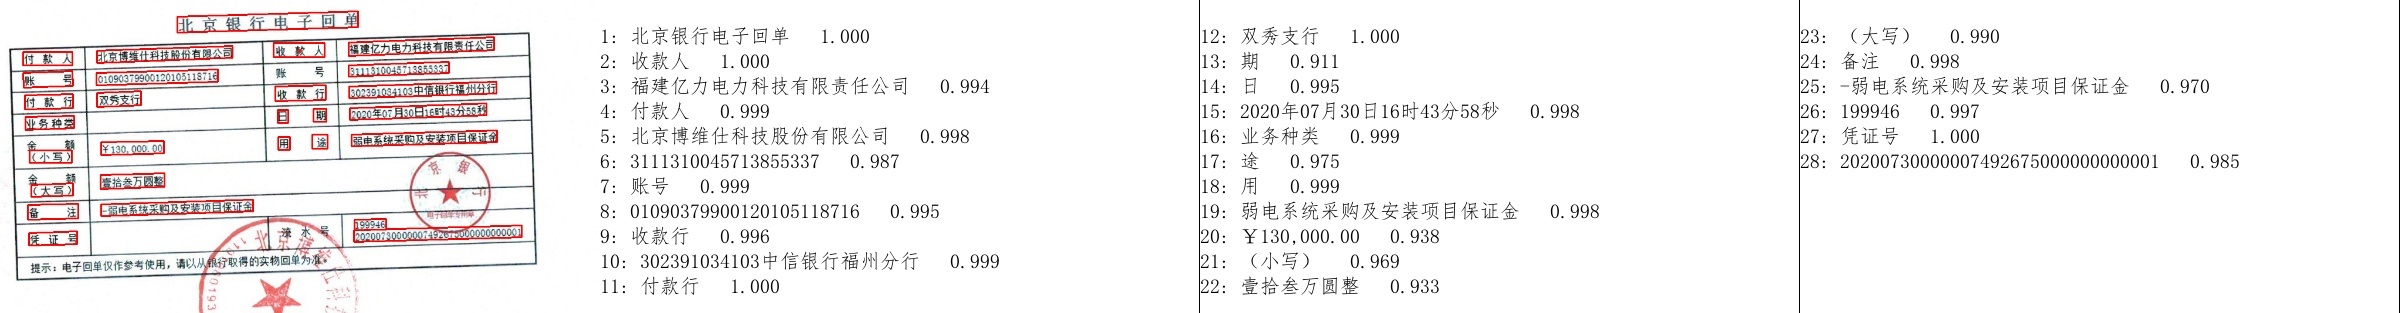 北京银行电子回单
付款人 北京博维仕科技股份有限公司 收款人 福建亿力电力科技有限责任公司
账号 01090379900120105118716 账号 3111310045713855337
付款行 双秀支行 收款行 302391034103中信银行福州分行
业务种类 日期 2020年07月30日16时43分58秒
金额
(小写) ¥130,000.00 用途 弱电系统采购及安装项目保证金
金额
(大写) 壹拾叁万圆整
备注 -弱电系统采购及安装项目保证金
凭证号 流水号 199946
2020073000000749267500000000001
提示：电子回单仅作参考使用，请以从银行取得的实物回单为准。
北京银行
电子回单专用章
1: 北京银行电子回单 1.000
2: 收款人 1.000
3: 福建亿力电力科技有限责任公司 0.994
4: 付款人 0.999
5: 北京博维仕科技股份有限公司 0.998
6: 3111310045713855337 0.987
7: 账号 0.999
8: 01090379900120105118716 0.995
9: 收款行 0.996
10: 302391034103中信银行福州分行 0.999
11: 付款行 1.000
12: 双秀支行 1.000
13: 期 0.911
14: 日 0.995
15: 2020年07月30日16时43分58秒 0.998
16: 业务种类 0.999
17: 途 0.975
18: 用 0.999
19: 弱电系统采购及安装项目保证金 0.998
20: ￥130,000.00 0.938
21: （小写） 0.969
22: 壹拾叁万圆整 0.933
23: （大写） 0.990
24: 备注 0.998
25: -弱电系统采购及安装项目保证金 0.970
26: 199946 0.997
27: 凭证号 1.000
28: 2020073000000749267500000000001 0.985